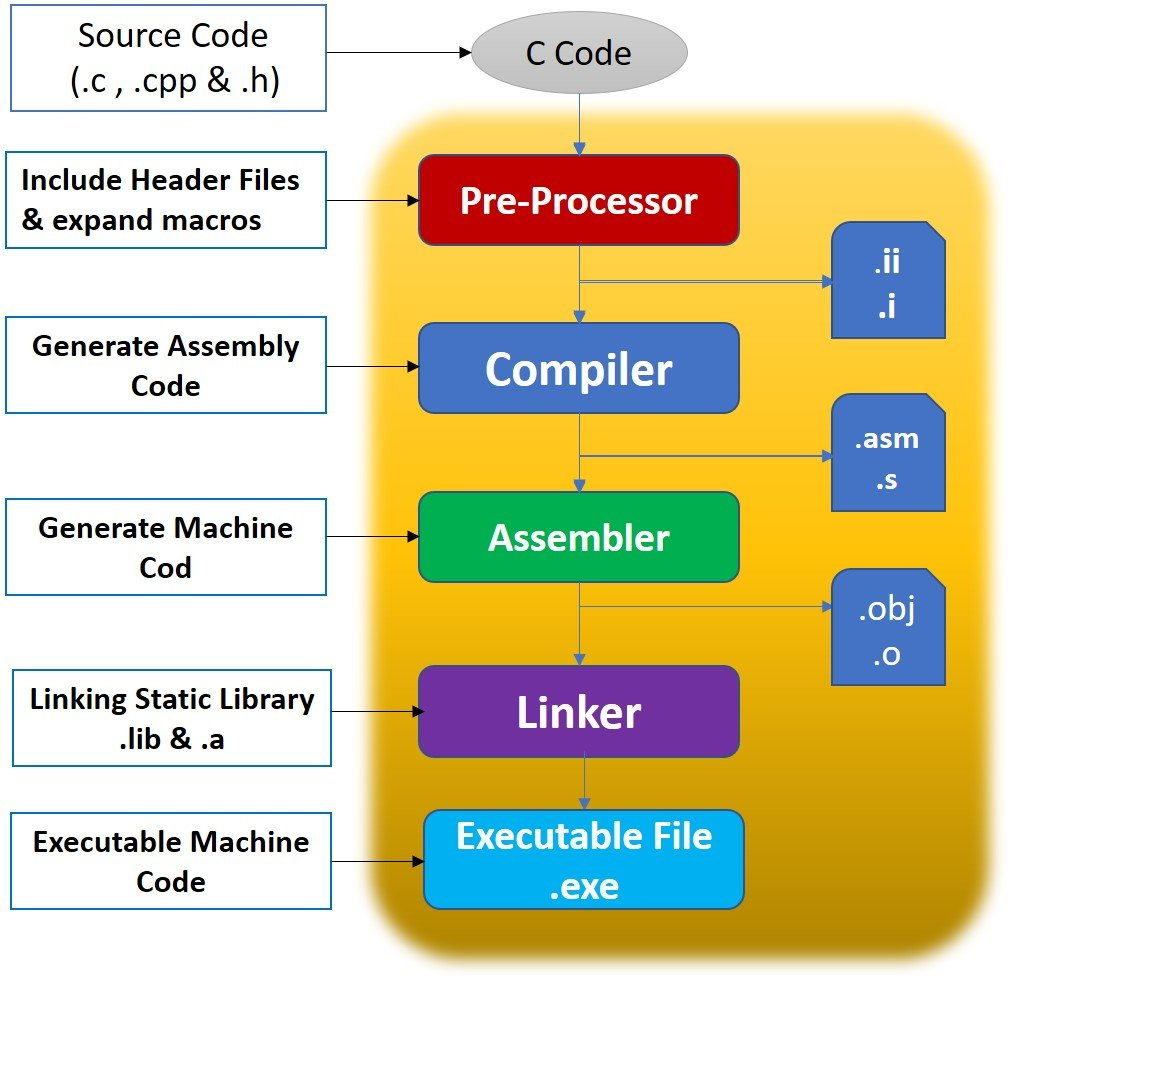 Source Code
(.c , .cpp & .h)
C Code
Include Header Files
& expand macros
Pre-Processor
.ii
.i
Generate Assembly
Code
Compiler
.asm
.s
Generate Machine
Cod
Assembler
.obj
.o
Linking Static Library
.lib & .a
Linker
Executable Machine
Code
Executable File
.exe